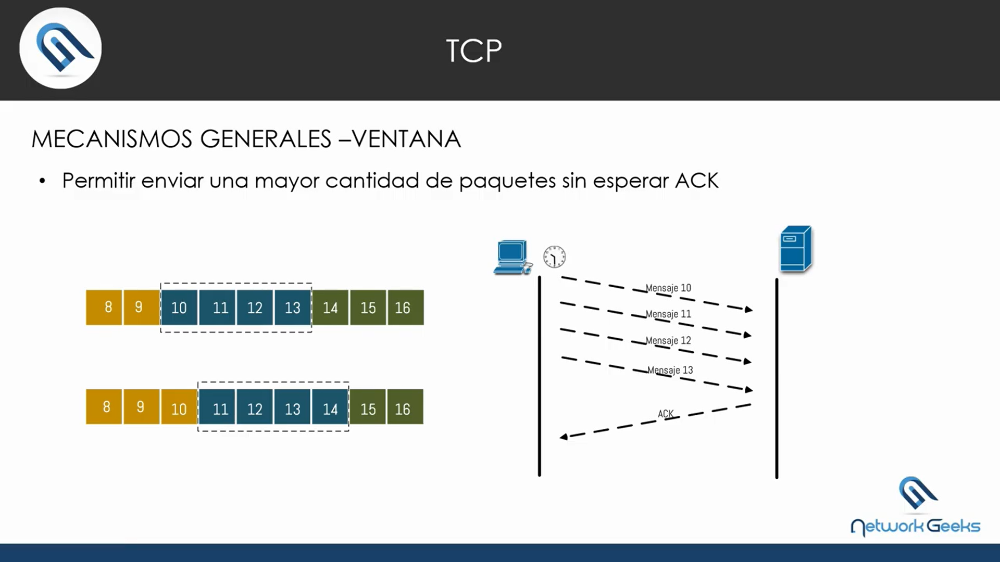 TCP
MECANISMOS GENERALES –VENTANA
• Permitir enviar una mayor cantidad de paquetes sin esperar ACK
8 9 10 11 12 13 14 15 16
8 9 10 11 12 13 14 15 16
Mensaje 10
Mensaje 11
Mensaje 12
Mensaje 13
ACK
Network Geeks